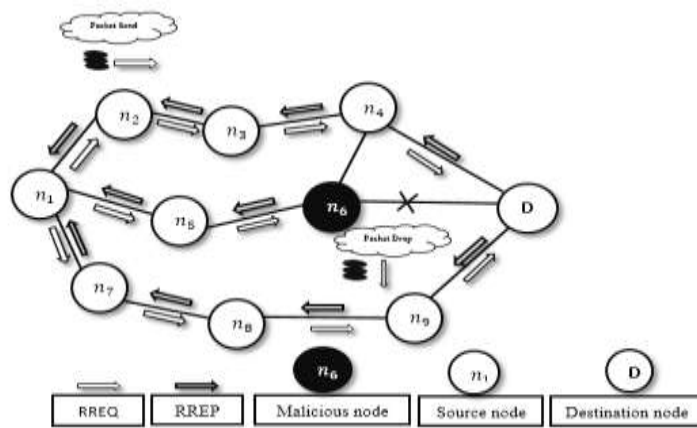 Packet Send
n₂
n₃
n₄
n₁
n₅
n₆
D
Packet Drop
n₇
n₈
n₉
n₆
n₁
D
RREQ
RREP
Malicious node
Source node
Destination node